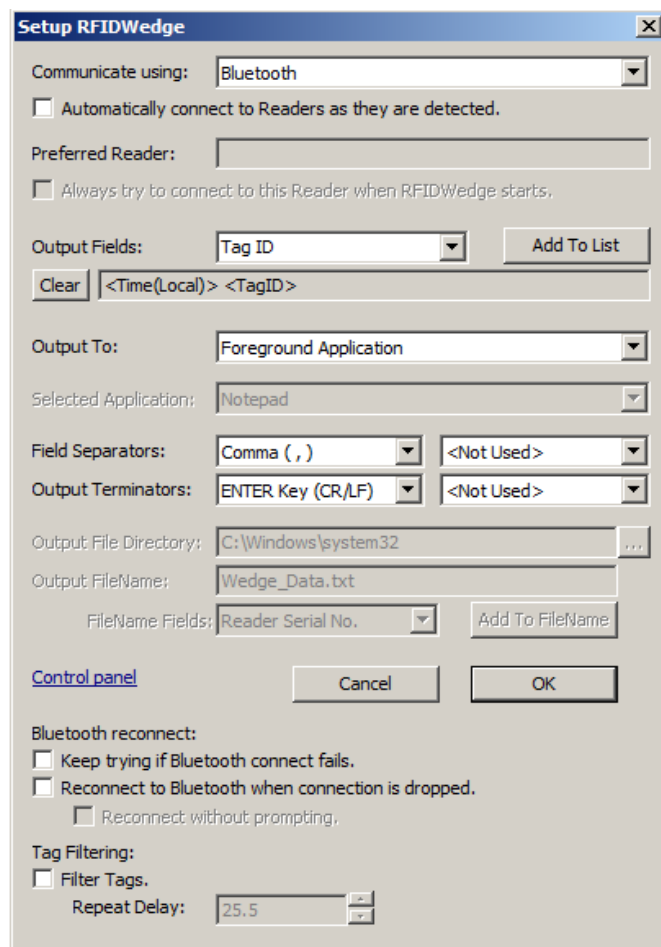 Setup RFIDWedge
Communicate using: Bluetooth
Automatically connect to Readers as they are detected.
Preferred Reader:
Always try to connect to this Reader when RFIDWedge starts.
Output Fields: Tag ID Add To List
Clear <Time(Local)> <TagID>
Output To: Foreground Application
Selected Application: Notepad
Field Separators: Comma ( , ) <Not Used>
Output Terminators: ENTER Key (CR/LF) <Not Used>
Output File Directory: C:\Windows\system32 ...
Output FileName: Wedge_Data.txt
FileName Fields: Reader Serial No. Add To FileName
Control panel Cancel OK
Bluetooth reconnect:
Keep trying if Bluetooth connect fails.
Reconnect to Bluetooth when connection is dropped.
Reconnect without prompting.
Tag Filtering:
Filter Tags.
Repeat Delay: 25.5